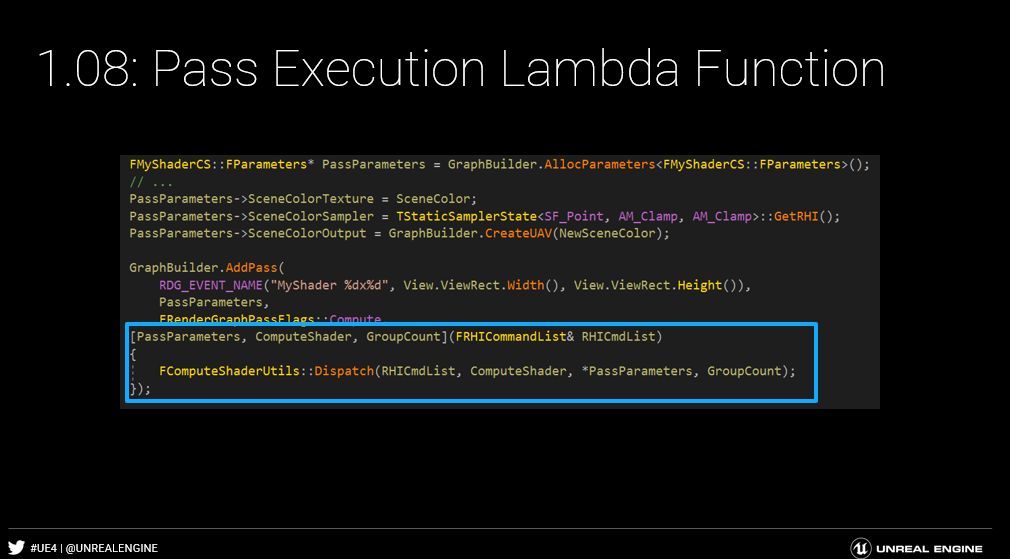 1.08: Pass Execution Lambda Function
FMyShaderCS::FParameters* PassParameters = GraphBuilder.AllocParameters<FMyShaderCS::FParameters>();
// ...
PassParameters->SceneColorTexture = SceneColor;
PassParameters->SceneColorSampler = TStaticSamplerState<SF_Point, AM_Clamp, AM_Clamp>::GetRHI();
PassParameters->SceneColorOutput = GraphBuilder.CreateUAV(NewSceneColor);
GraphBuilder.AddPass(
RDG_EVENT_NAME("MyShader %dx%d", View.ViewRect.Width(), View.ViewRect.Height()),
PassParameters,
ERenderGraphPassFlags::Compute
[PassParameters, ComputeShader, GroupCount](FRHICommandList& RHICmdList)
{
FComputeShaderUtils::Dispatch(RHICmdList, ComputeShader, *PassParameters, GroupCount);
});
#UE4 | @UNREALENGINE
UNREAL ENGINE